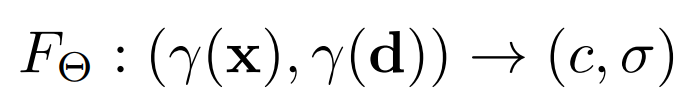 F_Θ : (γ(𝐱), γ(𝐝)) → (c, σ)